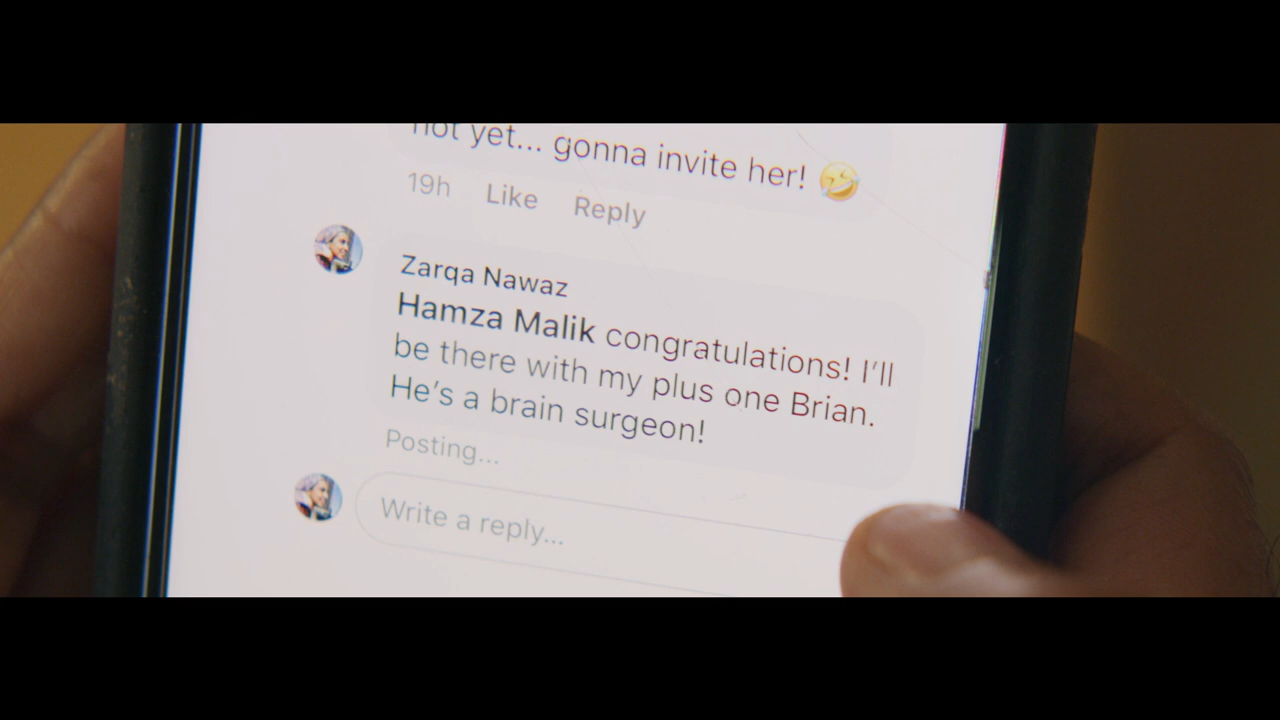 not yet... gonna invite her! 🤣
19h Like Reply
Zarqa Nawaz
Hamza Malik congratulations! I'll
be there with my plus one Brian.
He's a brain surgeon!
Posting...
Write a reply...